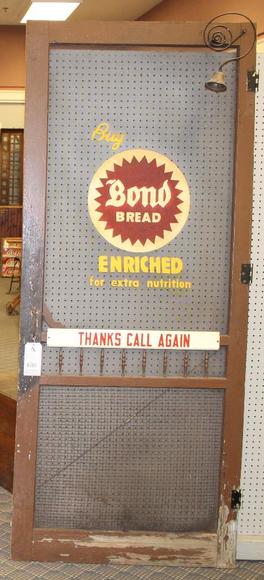 Buy
Bond
BREAD
ENRICHED
for extra nutrition
THANKS CALL AGAIN